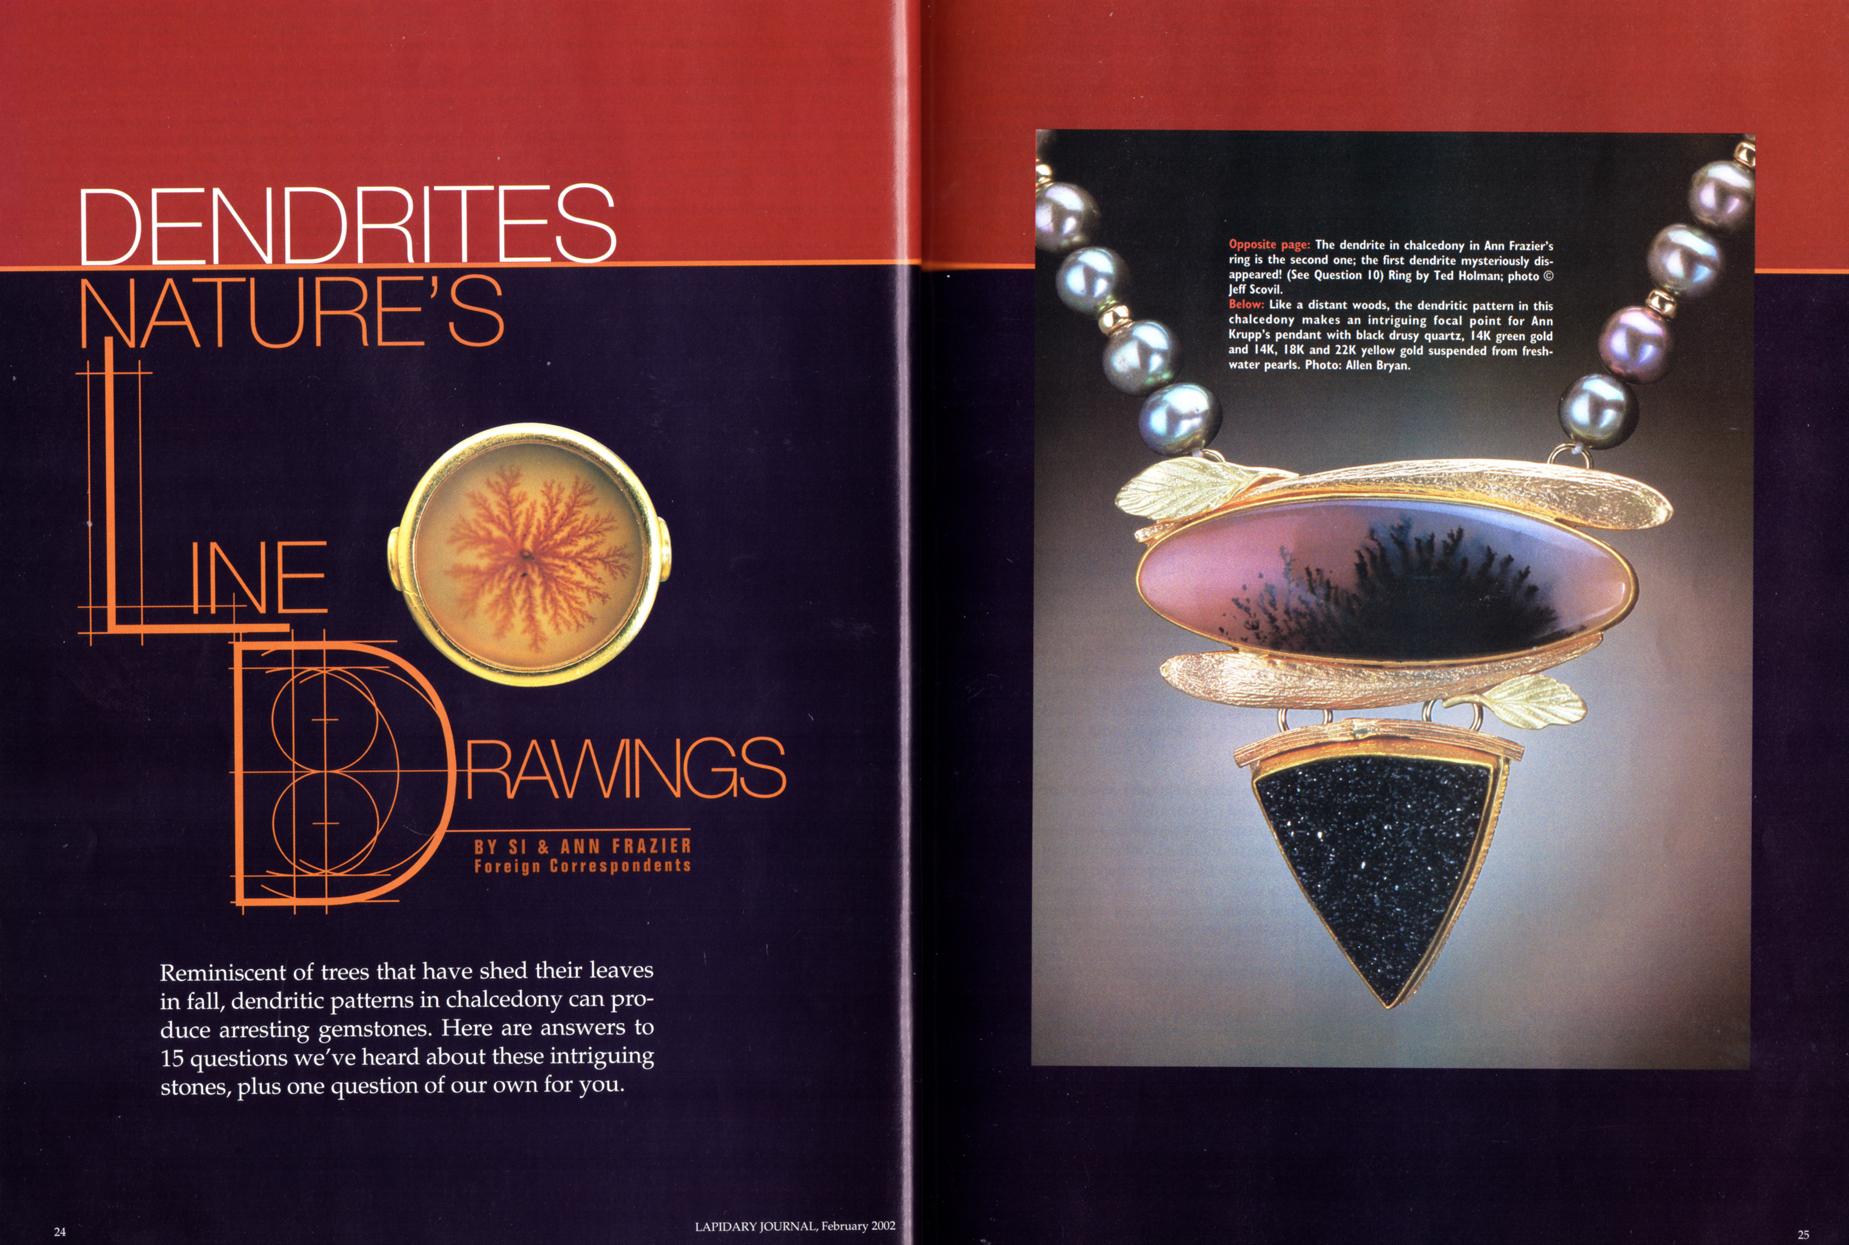 DENDRITES
NATURE'S
LINE
DRAWINGS
BY SI & ANN FRAZIER
Foreign Correspondents
Reminiscent of trees that have shed their leaves
in fall, dendritic patterns in chalcedony can pro-
duce arresting gemstones. Here are answers to
15 questions we've heard about these intriguing
stones, plus one question of our own for you.
24
LAPIDARY JOURNAL, February 2002
Opposite page: The dendrite in chalcedony in Ann Frazier's
ring is the second one; the first dendrite mysteriously dis-
appeared! (See Question 10) Ring by Ted Holman; photo ©
Jeff Scovil.
Below: Like a distant woods, the dendritic pattern in this
chalcedony makes an intriguing focal point for Ann
Krupp's pendant with black drusy quartz, 14K green gold
and 14K, 18K and 22K yellow gold suspended from fresh-
water pearls. Photo: Allen Bryan.
25